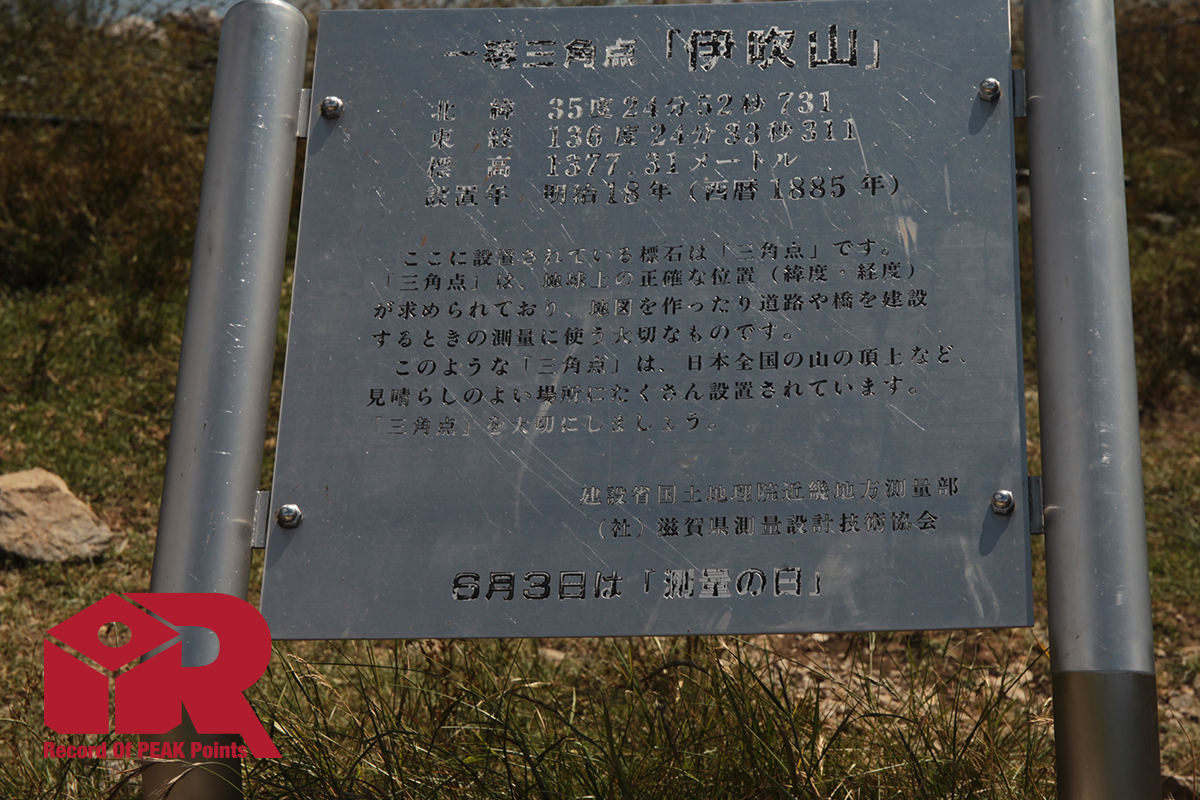 一等三角点「伊吹山」
北 緯 35度24分52秒731
東 経 136度24分33秒311
標 高 1377.31メートル
設置年 明治18年(西暦1885年)
ここに設置されている標石は「三角点」です。
「三角点」は、地球上の正確な位置(緯度・経度)
が求められており、地図を作ったり道路や橋を建設
するときの測量に使う大切なものです。
このような「三角点」は、日本全国の山の頂上など、
見晴らしのよい場所にたくさん設置されています。
「三角点」を大切にしましょう。
建設省国土地理院近畿地方測量部
(社)滋賀県測量設計技術協会
6月3日は「測量の日」
iR
Record Of PEAK Points